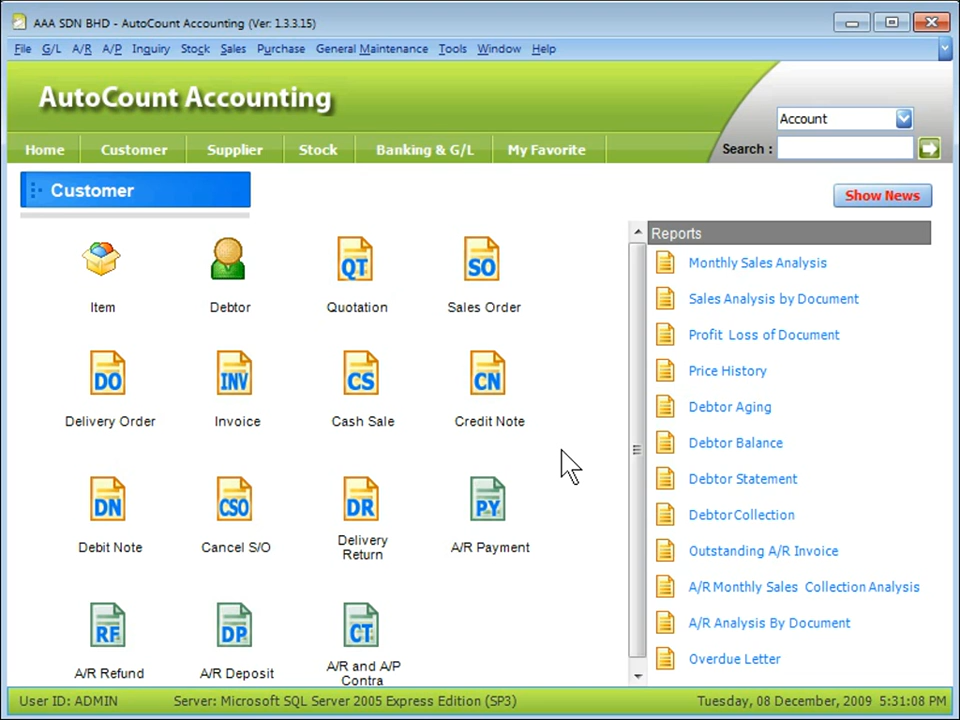 AAA SDN BHD - AutoCount Accounting (Ver: 1.3.3.15)
File G/L A/R A/P Inquiry Stock Sales Purchase General Maintenance Tools Window Help
AutoCount Accounting
Account
Home Customer Supplier Stock Banking & G/L My Favorite
Search :
Customer
Show News
Item
Debtor
QT
Quotation
SO
Sales Order
DO
Delivery Order
INV
Invoice
CS
Cash Sale
CN
Credit Note
DN
Debit Note
CSO
Cancel S/O
DR
Delivery
Return
PY
A/R Payment
RF
A/R Refund
DP
A/R Deposit
CT
A/R and A/P
Contra
Reports
Monthly Sales Analysis
Sales Analysis by Document
Profit Loss of Document
Price History
Debtor Aging
Debtor Balance
Debtor Statement
Debtor Collection
Outstanding A/R Invoice
A/R Monthly Sales Collection Analysis
A/R Analysis By Document
Overdue Letter
User ID: ADMIN
Server: Microsoft SQL Server 2005 Express Edition (SP3)
Tuesday, 08 December, 2009 5:31:08 PM